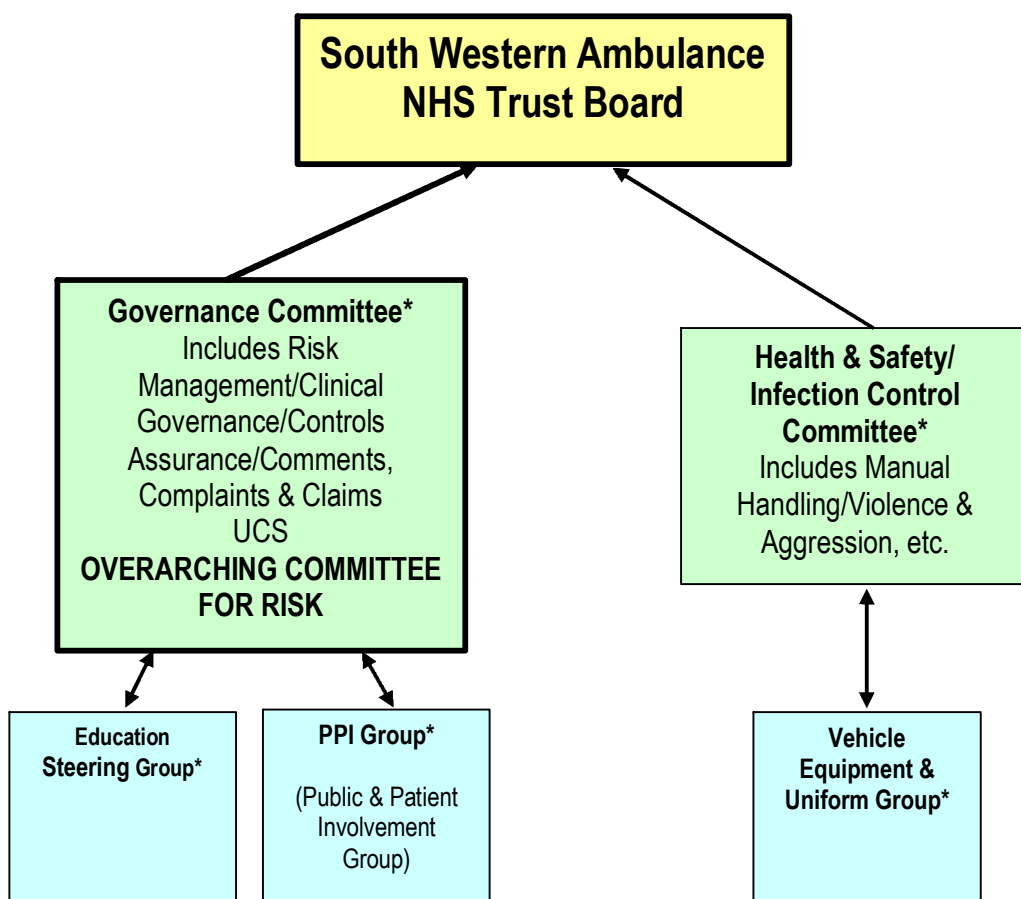 South Western Ambulance
NHS Trust Board
Governance Committee*
Includes Risk
Management/Clinical
Governance/Controls
Assurance/Comments,
Complaints & Claims
UCS
OVERARCHING COMMITTEE
FOR RISK
Health & Safety/
Infection Control
Committee*
Includes Manual
Handling/Violence &
Aggression, etc.
Education
Steering Group*
PPI Group*
(Public & Patient
Involvement
Group)
Vehicle
Equipment &
Uniform Group*